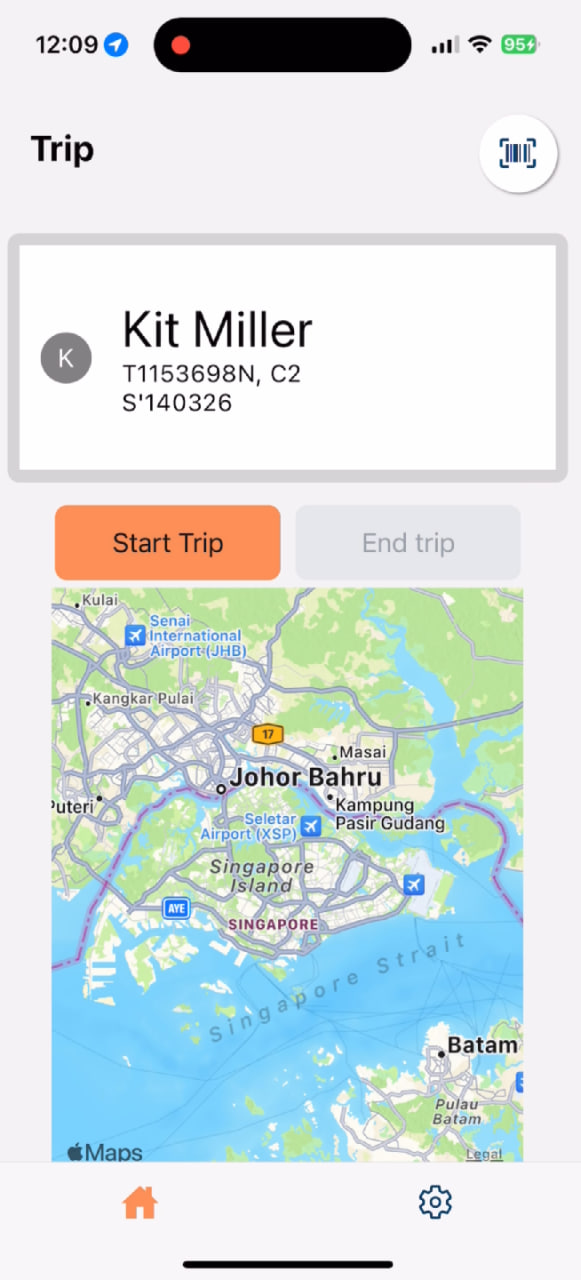 12:09
95
Trip
Kit Miller
K
T1153698N, C2
S'140326
Start Trip
End trip
Kulai
Senai
International
Airport (JHB)
Kangkar Pulai
17
Masai
Johor Bahru
Puteri
Kampung
Pasir Gudang
Seletar
Airport (XSP)
Singapore
Island
AYE
SINGAPORE
Singapore Strait
Batam
Pulau
Batam
Maps
Legal